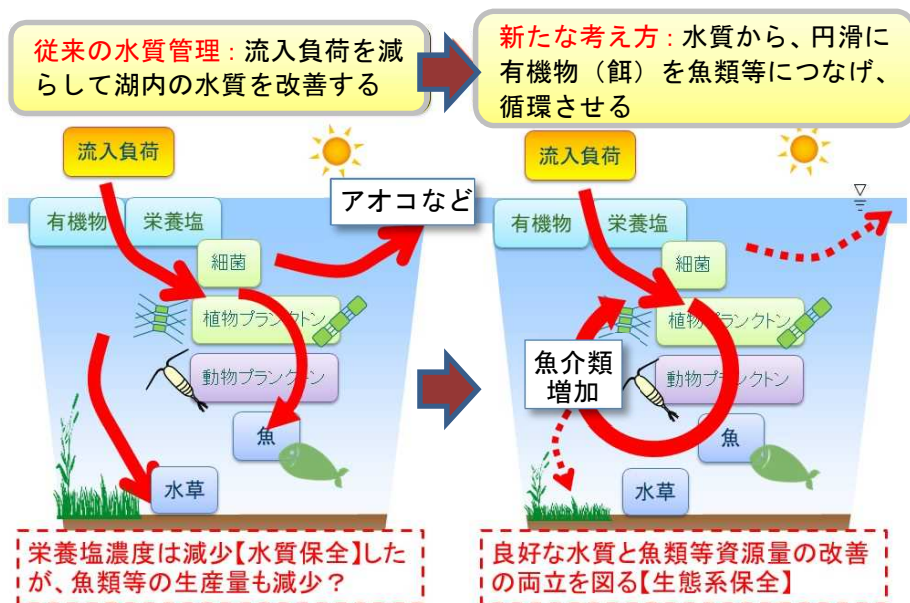 従来の水質管理：流入負荷を減
らして湖内の水質を改善する
新たな考え方：水質から、円滑に
有機物（餌）を魚類等につなげ、
循環させる
流入負荷
アオコなど
有機物
栄養塩
細菌
植物プランクトン
動物プランクトン
魚
水草
栄養塩濃度は減少【水質保全】した
が、魚類等の生産量も減少？
流入負荷
有機物
栄養塩
細菌
植物プランクトン
魚介類
増加
動物プランクトン
魚
水草
良好な水質と魚類等資源量の改善
の両立を図る【生態系保全】